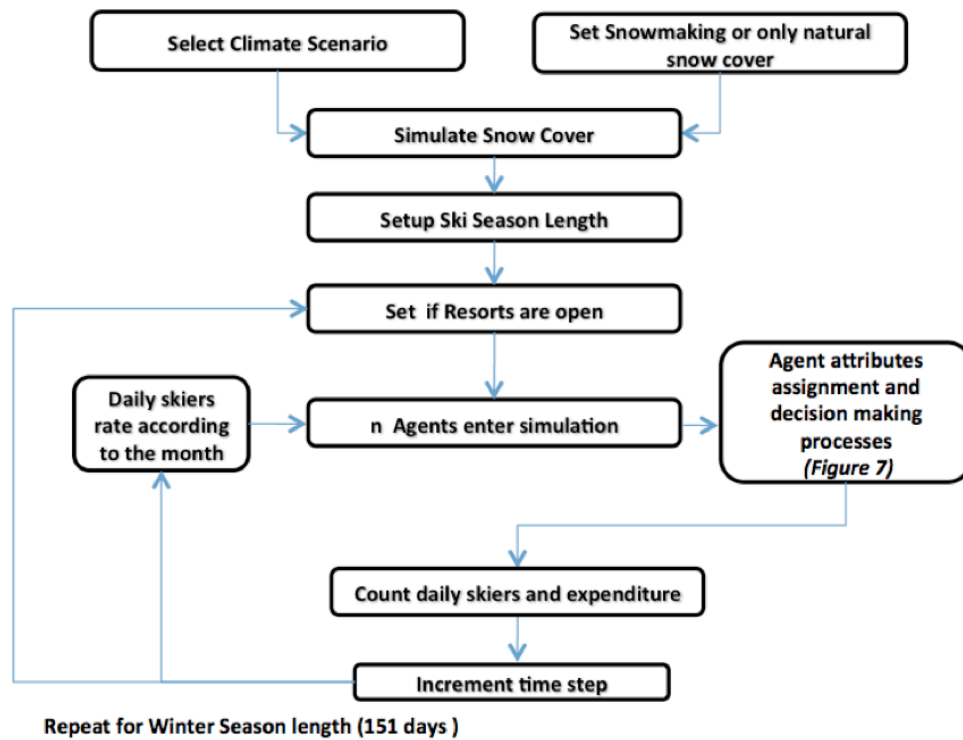 Select Climate Scenario
Set Snowmaking or only natural
snow cover
Simulate Snow Cover
Setup Ski Season Length
Set if Resorts are open
Daily skiers
rate according
to the month
n Agents enter simulation
Agent attributes
assignment and
decision making
processes
(Figure 7)
Count daily skiers and expenditure
Increment time step
Repeat for Winter Season length (151 days )